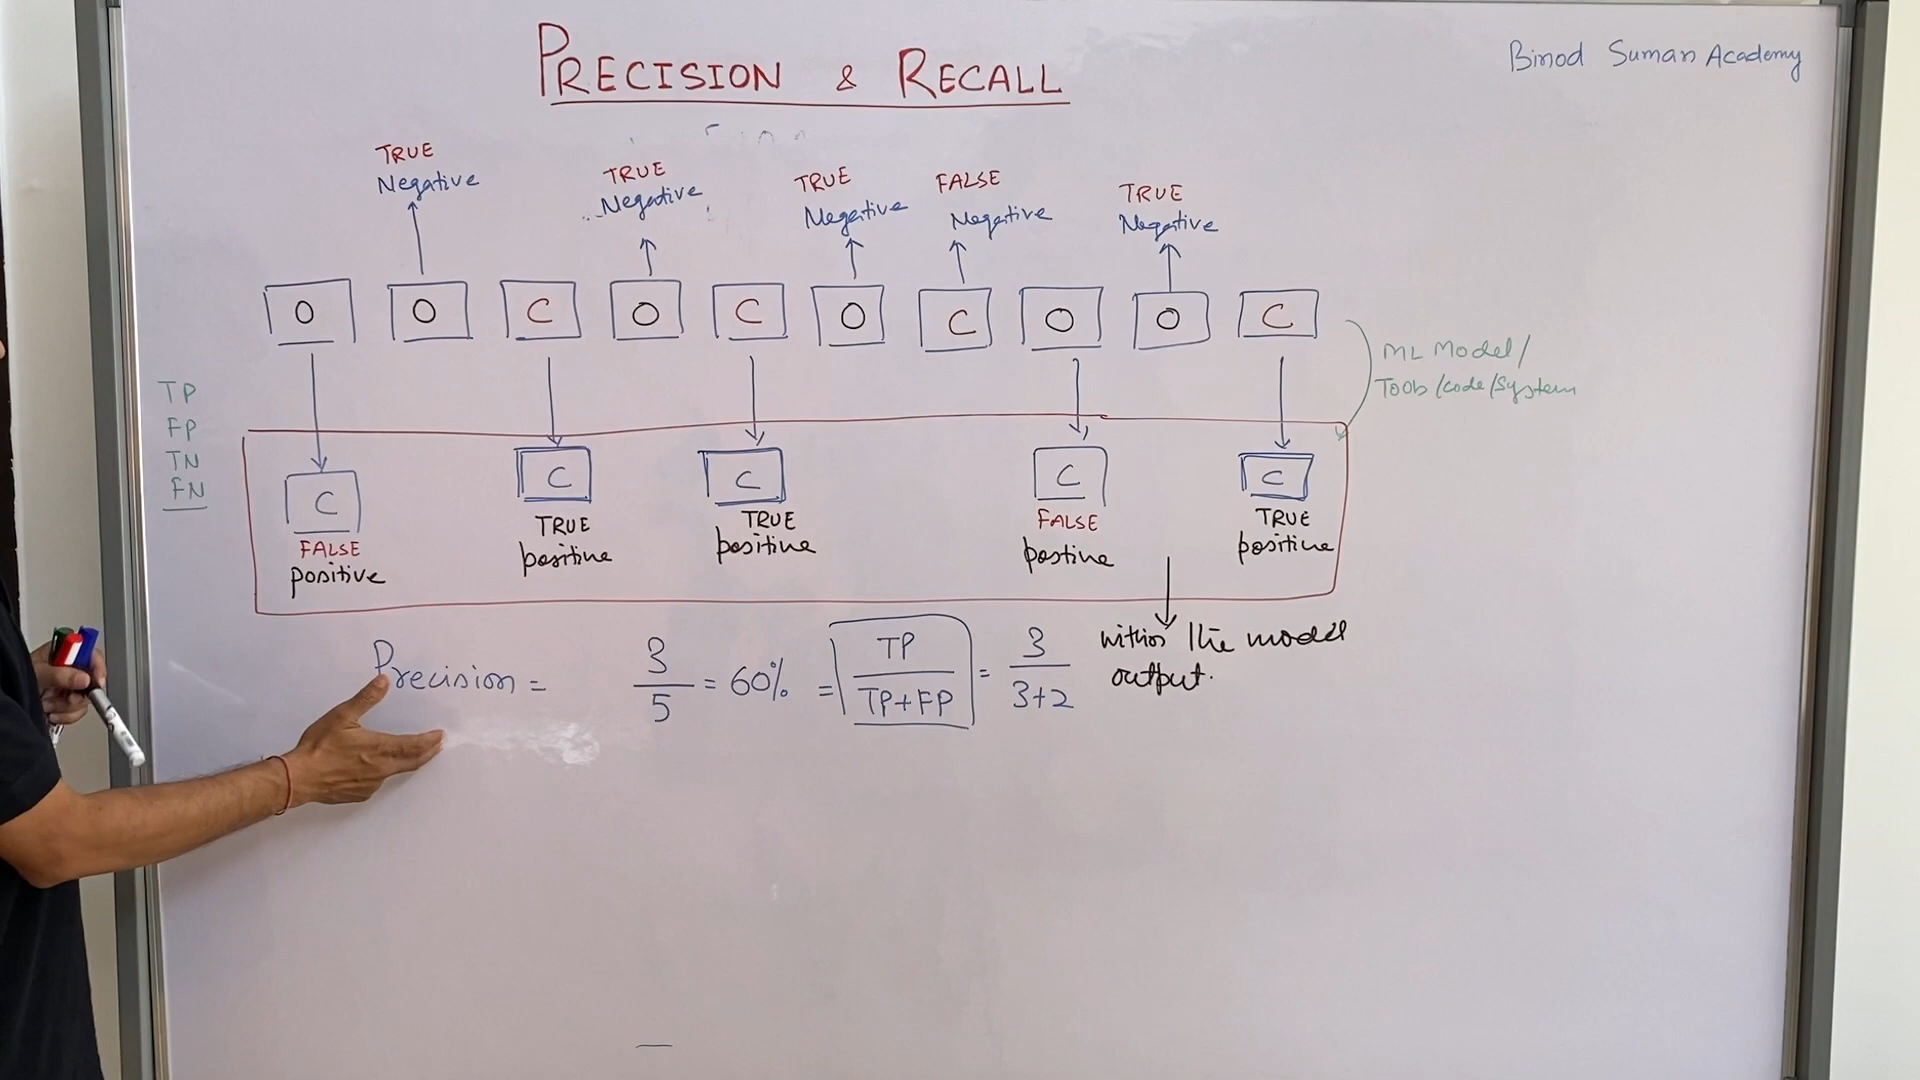 PRECISION & RECALL
Binod Suman Academy
TRUE
Negative
TRUE
Negative
TRUE
Negative
FALSE
Negative
TRUE
Negative
O O C O C O C O O C
ML Model/
Tools/code/system
TP
FP
TN
FN
C C C C C
FALSE
positive
TRUE
positive
TRUE
positive
FALSE
postive
TRUE
positive
Precision = 3/5 = 60% = TP/TP+FP = 3/3+2
within the model
output.